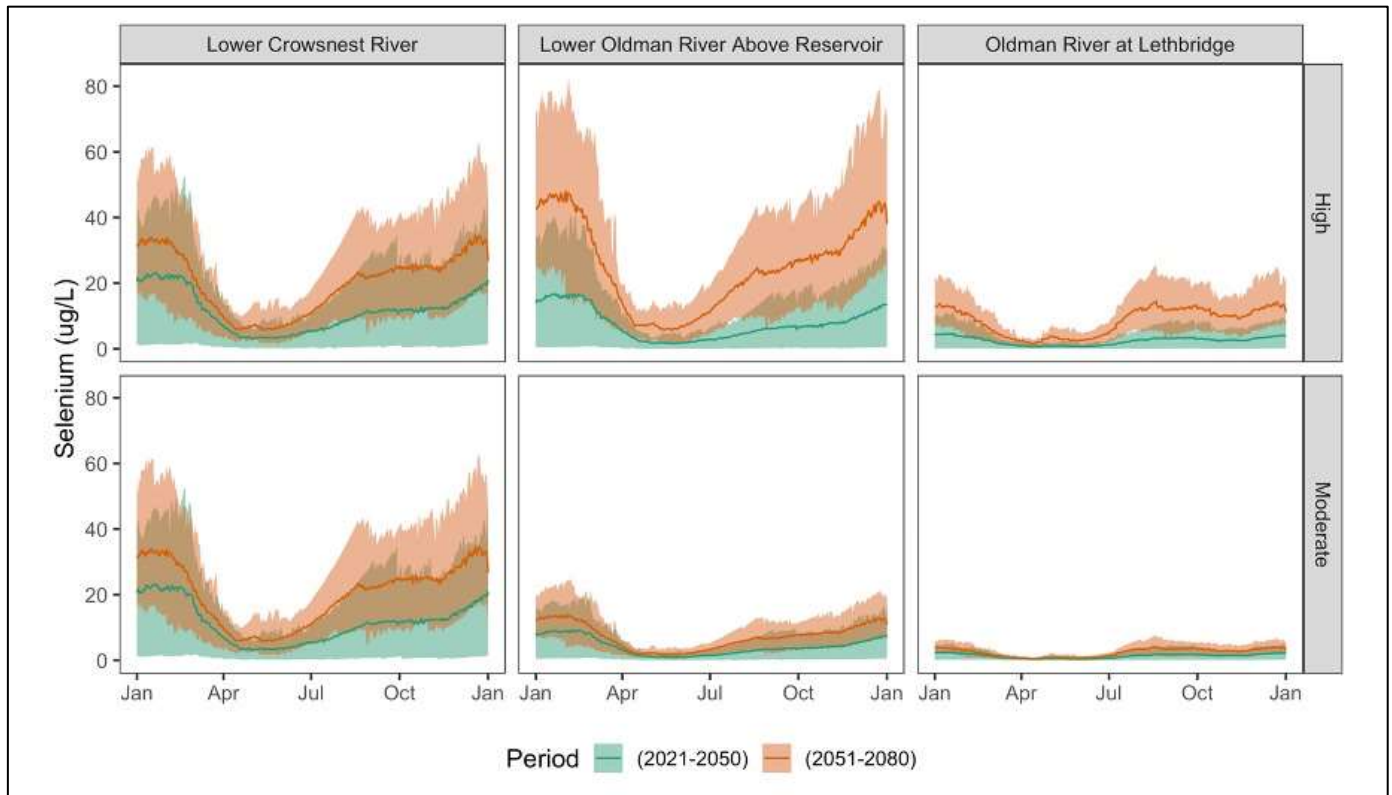 Lower Crowsnest River
Lower Oldman River Above Reservoir
Oldman River at Lethbridge
High
Moderate
Selenium (ug/L)
80
60
40
20
0
80
60
40
20
0
Jan Apr Jul Oct Jan
Jan Apr Jul Oct Jan
Jan Apr Jul Oct Jan
Period (2021-2050) (2051-2080)